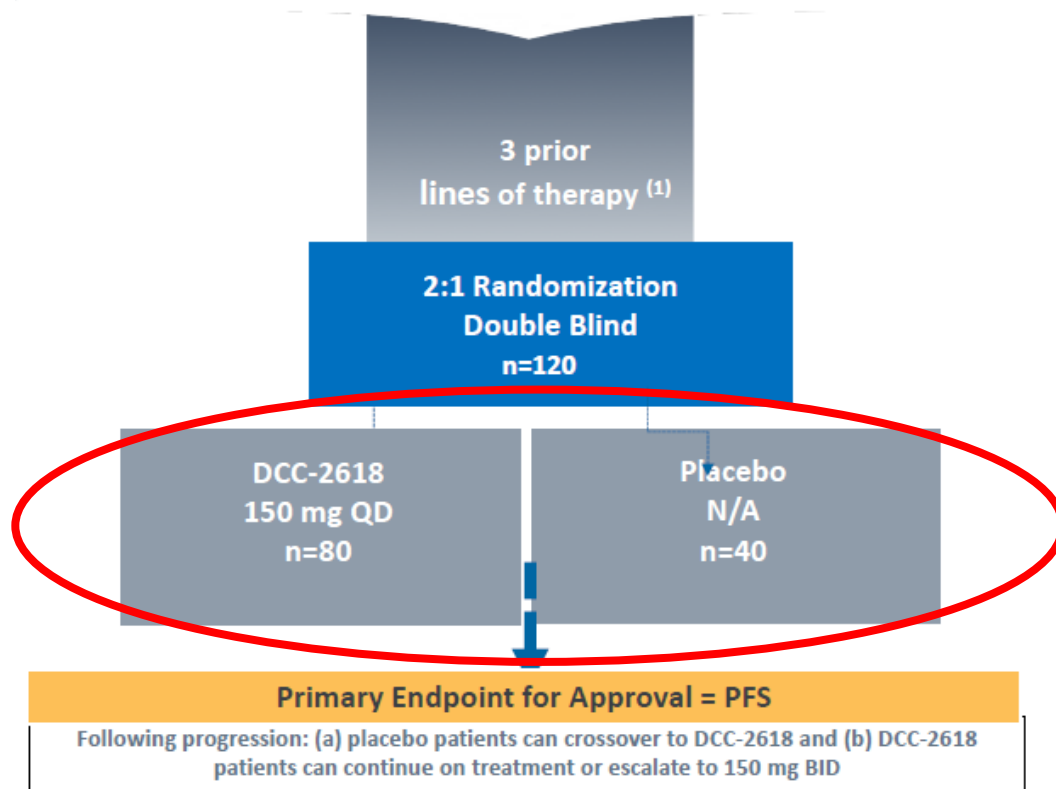 3 prior
lines of therapy (1)
2:1 Randomization
Double Blind
n=120
DCC-2618
150 mg QD
n=80
Placebo
N/A
n=40
Primary Endpoint for Approval = PFS
Following progression: (a) placebo patients can crossover to DCC-2618 and (b) DCC-2618
patients can continue on treatment or escalate to 150 mg BID